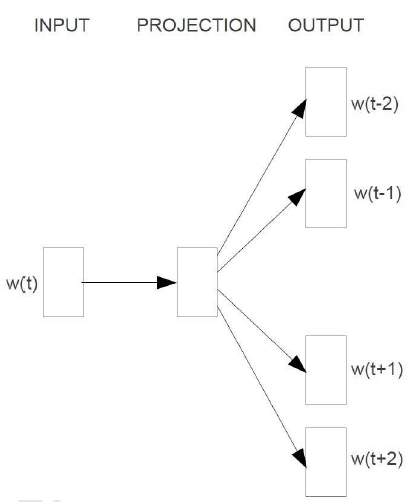 INPUT PROJECTION OUTPUT
w(t-2)
w(t-1)
w(t)
w(t+1)
w(t+2)